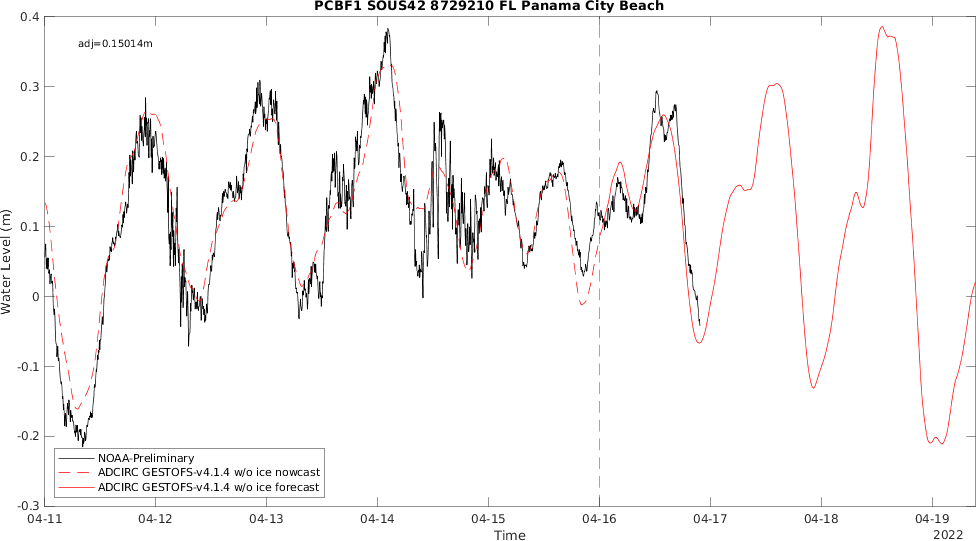 PCBF1 SOUS42 8729210 FL Panama City Beach
adj=0.15014m
0.4
0.3
0.2
0.1
0
-0.1
-0.2
-0.3
Water Level (m)
NOAA-Preliminary
ADCIRC GESTOFS-v4.1.4 w/o ice nowcast
ADCIRC GESTOFS-v4.1.4 w/o ice forecast
04-11 04-12 04-13 04-14 04-15 04-16 04-17 04-18 04-19
Time
2022